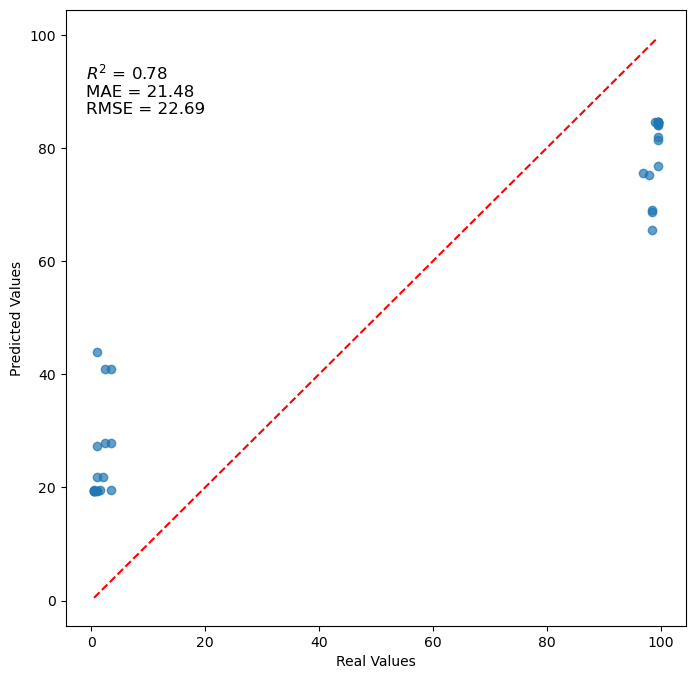 100
80
60
40
20
0
R² = 0.78
MAE = 21.48
RMSE = 22.69
Predicted Values
0 20 40 60 80 100
Real Values